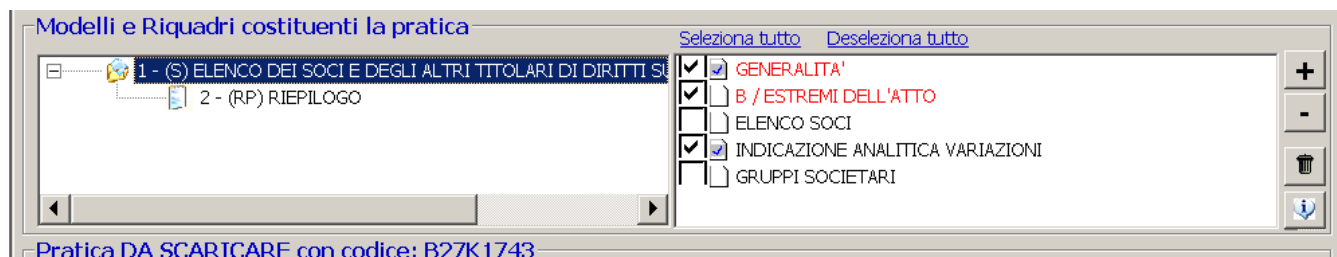 Modelli e Riquadri costituenti la pratica
Seleziona tutto Deseleziona tutto
1 - (S) ELENCO DEI SOCI E DEGLI ALTRI TITOLARI DI DIRITTI SU
2 - (RP) RIEPILOGO
GENERALITA'
B / ESTREMI DELL'ATTO
ELENCO SOCI
INDICAZIONE ANALITICA VARIAZIONI
GRUPPI SOCIETARI
+
-
Pratica DA SCARICARE con codice: B27K1743